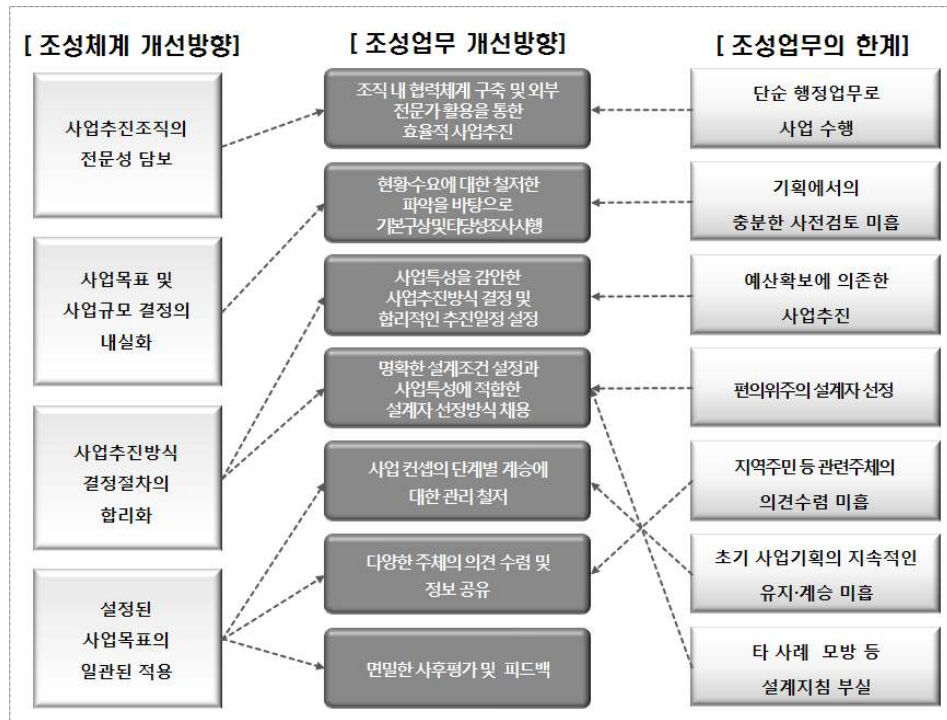 [ 조성체계 개선방향]
사업추진조직의
전문성 담보
사업목표 및
사업규모 결정의
내실화
사업추진방식
결정절차의
합리화
설정된
사업목표의
일관된 적용
[ 조성업무 개선방향]
조직 내 협력체계 구축 및 외부
전문가 활용을 통한
효율적 사업추진
현황수요에 대한 철저한
파악을 바탕으로
기본구상및타당성조사시행
사업특성을 감안한
사업추진방식 결정 및
합리적인 추진일정 설정
명확한 설계조건 설정과
사업특성에 적합한
설계자 선정방식 채용
사업 컨셉의 단계별 계승에
대한 관리 철저
다양한 주체의 의견 수렴 및
정보 공유
면밀한 사후평가 및 피드백
[ 조성업무의 한계]
단순 행정업무로
사업 수행
기획에서의
충분한 사전검토 미흡
예산확보에 의존한
사업추진
편의위주의 설계자 선정
지역주민 등 관련주체의
의견수렴 미흡
초기 사업기획의 지속적인
유지·계승 미흡
타 사례 모방 등
설계지침 부실